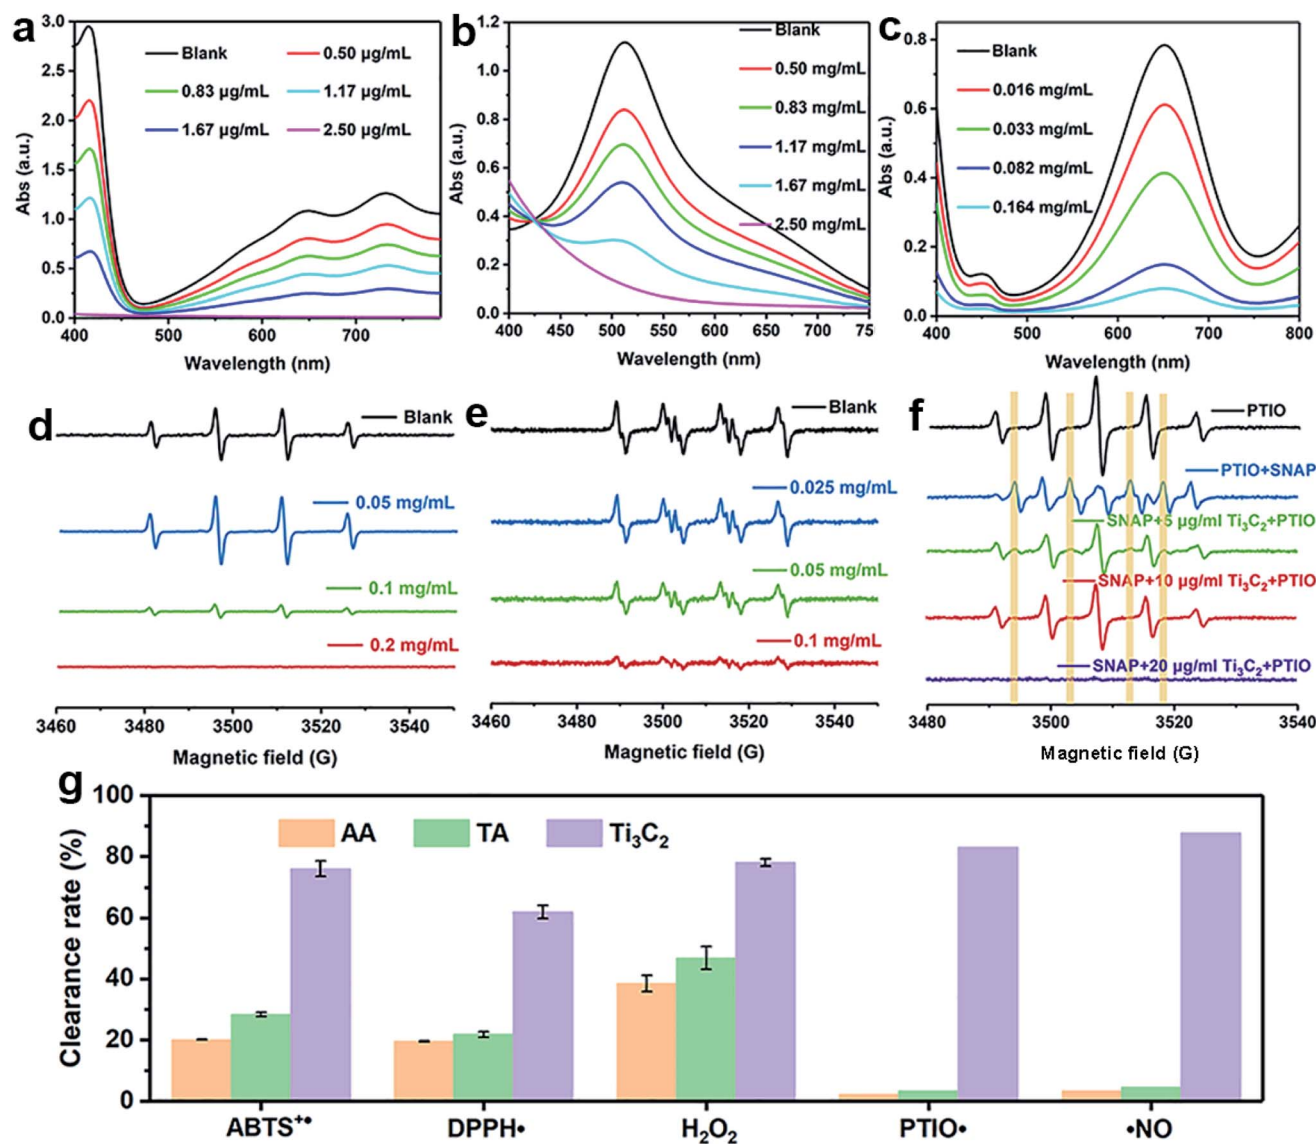 a
3.0
2.5
2.0
1.5
1.0
0.5
0.0
Abs (a.u.)
Blank
0.50 µg/mL
0.83 µg/mL
1.17 µg/mL
1.67 µg/mL
2.50 µg/mL
500
600
700
Wavelength (nm)
b
1.2
1.0
0.8
0.6
0.4
0.2
0.0
Abs (a.u.)
Blank
0.50 mg/mL
0.83 mg/mL
1.17 mg/mL
1.67 mg/mL
2.50 mg/mL
400
450
500
550
600
650
700
75
Wavelength (nm)
c
0.8
0.6
0.4
0.2
0.0
Abs (a.u.)
Blank
0.016 mg/mL
0.033 mg/mL
0.082 mg/mL
0.164 mg/mL
400
500
600
700
800
Wavelength (nm)
d
Blank
0.05 mg/mL
0.1 mg/mL
0.2 mg/mL
3460
3480
3500
3520
3540
Magnetic field (G)
e
Blank
0.025 mg/mL
0.05 mg/mL
0.1 mg/mL
3460
3480
3500
3520
3540
Magnetic field (G)
f
PTIO
PTIO+SNAP
SNAP+5 µg/ml Ti₃C₂+PTIO
SNAP+10 µg/ml Ti₃C₂+PTIO
SNAP+20 µg/ml Ti₃C₂+PTIO
3480
3500
3520
3540
Magnetic field (G)
g
100
80
60
40
20
0
Clearance rate (%)
AA
TA
Ti₃C₂
ABTS⁺•
DPPH•
H₂O₂
PTIO•
•NO